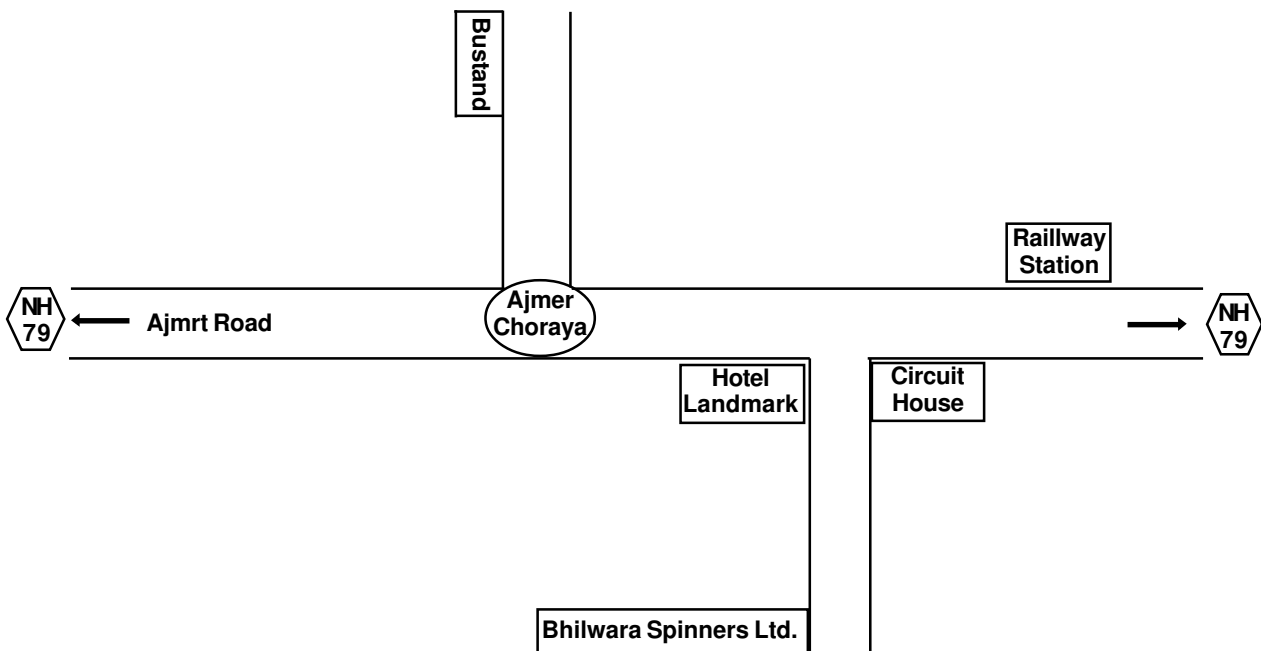 Bustand
Raillway
Station
NH
79
Ajmrt Road
Ajmer
Choraya
NH
79
Hotel
Landmark
Circuit
House
Bhilwara Spinners Ltd.